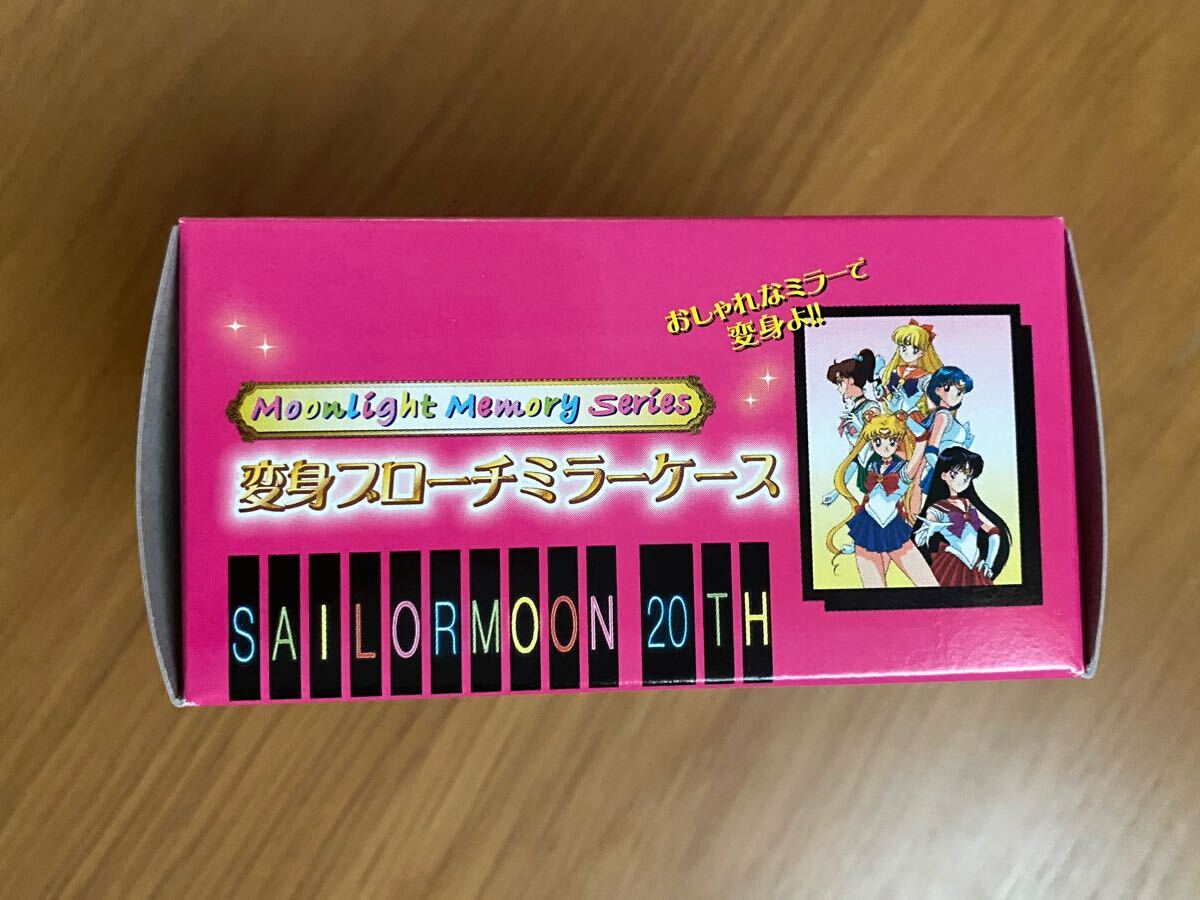 おしゃれなミラーで
変身よ!!
Moonlight Memory Series
変身ブローチミラーケース
SAILORMOON 20TH